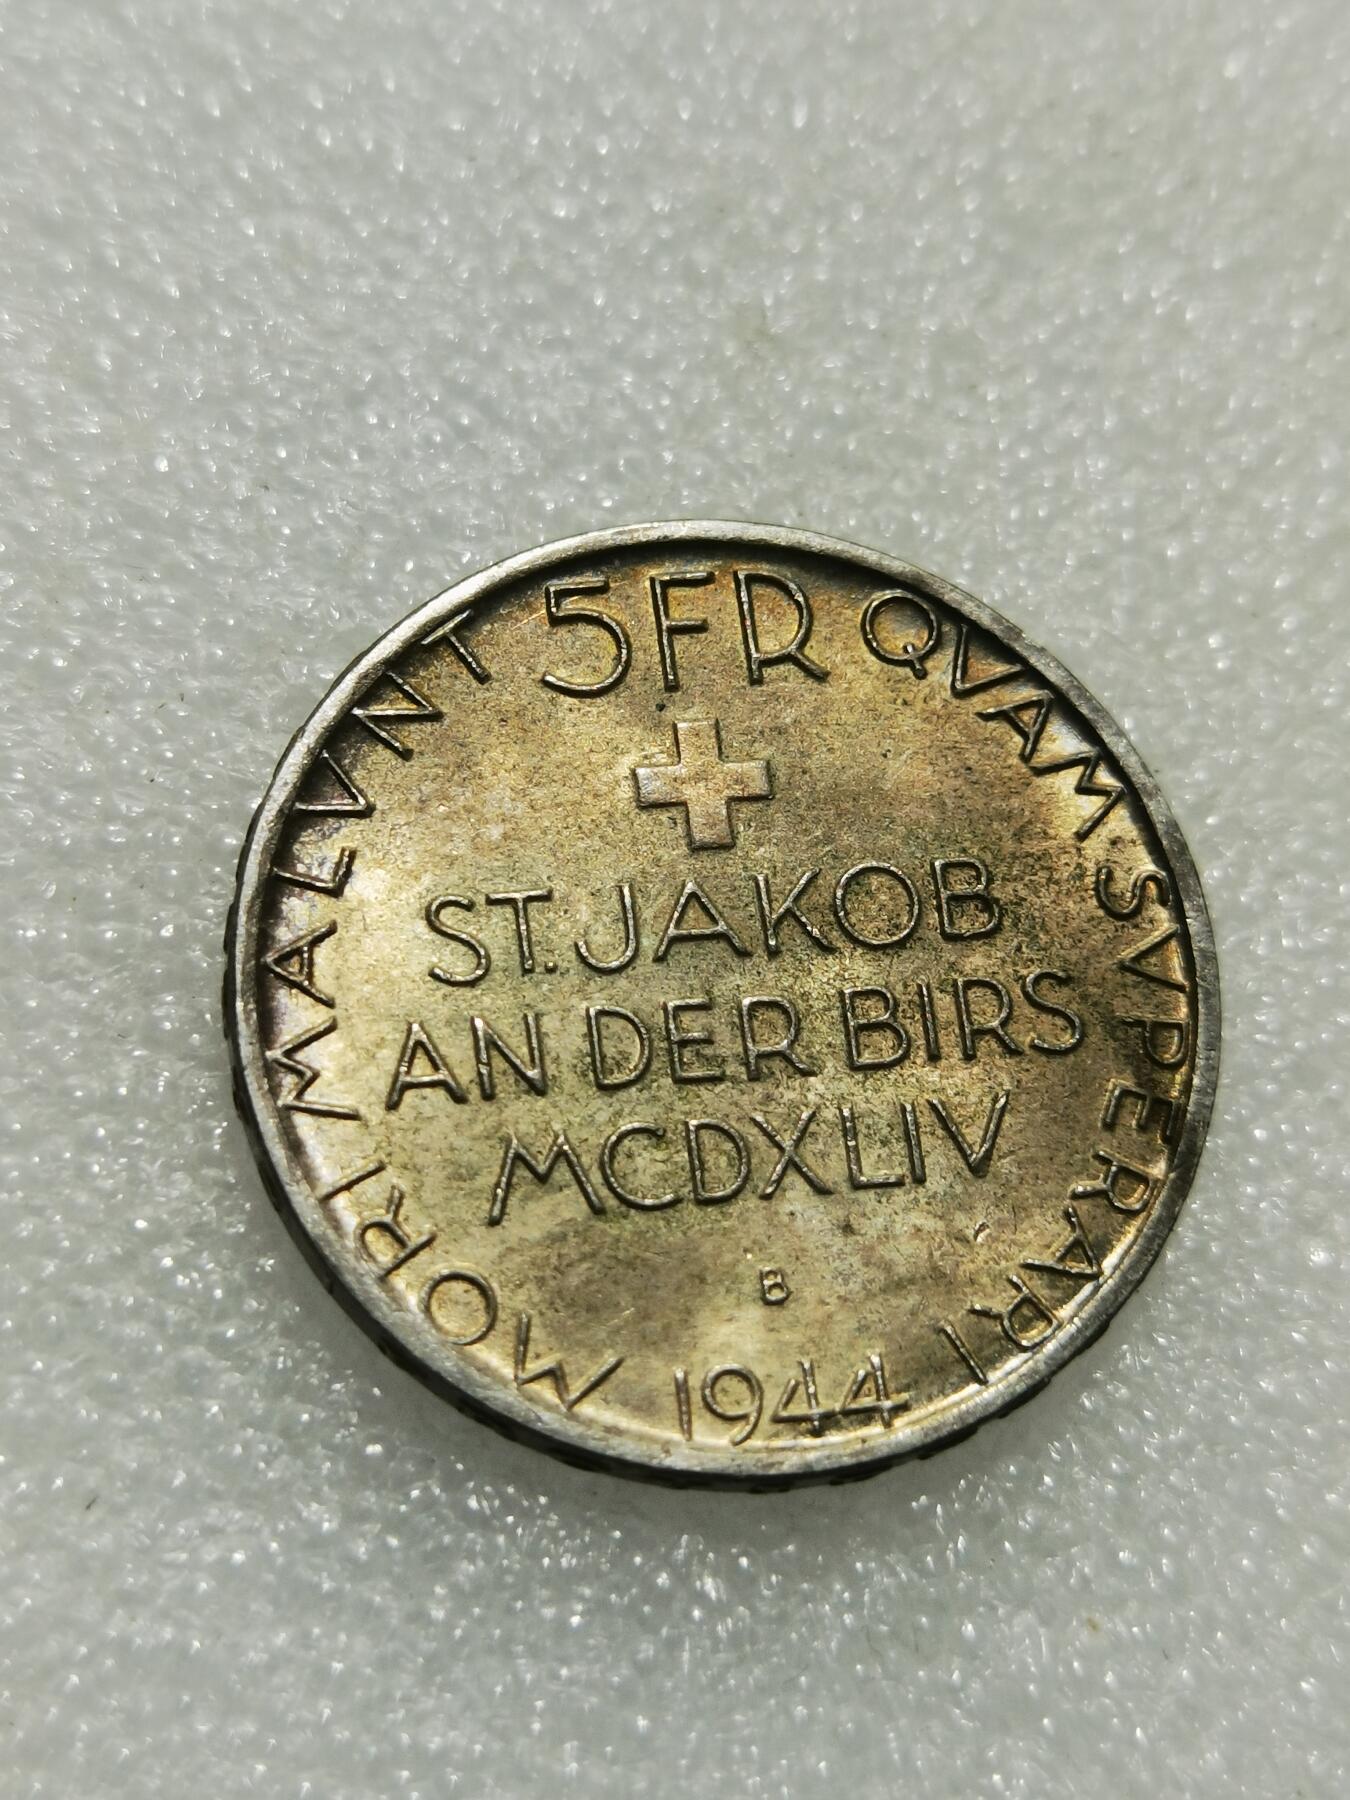 5FR
MORI MALVNT QVAM SVPERARI
ST. JAKOB
AN DER BIRS
MCDXLIV
B
1944